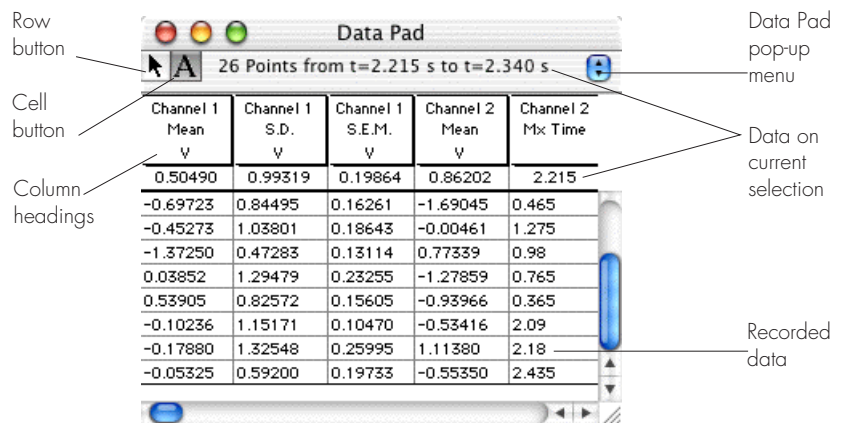 Row
button
Cell
button
Column
headings
Data Pad
A 26 Points from t=2.215 s to t=2.340 s
Channel 1 Channel 1 Channel 1 Channel 2 Channel 2
Mean S.D. S.E.M. Mean Mx Time
V V V V
0.50490 0.99319 0.19864 0.86202 2.215
-0.69723 0.84495 0.16261 -1.69045 0.465
-0.45273 1.03801 0.18643 -0.00461 1.275
-1.37250 0.47283 0.13114 0.77339 0.98
0.03852 1.29479 0.23255 -1.27859 0.765
0.53905 0.82572 0.15605 -0.93966 0.365
-0.10236 1.15171 0.10470 -0.53416 2.09
-0.17880 1.32548 0.25995 1.11380 2.18
-0.05325 0.59200 0.19733 -0.55350 2.435
Data Pad
pop-up
menu
Data on
current
selection
Recorded
data